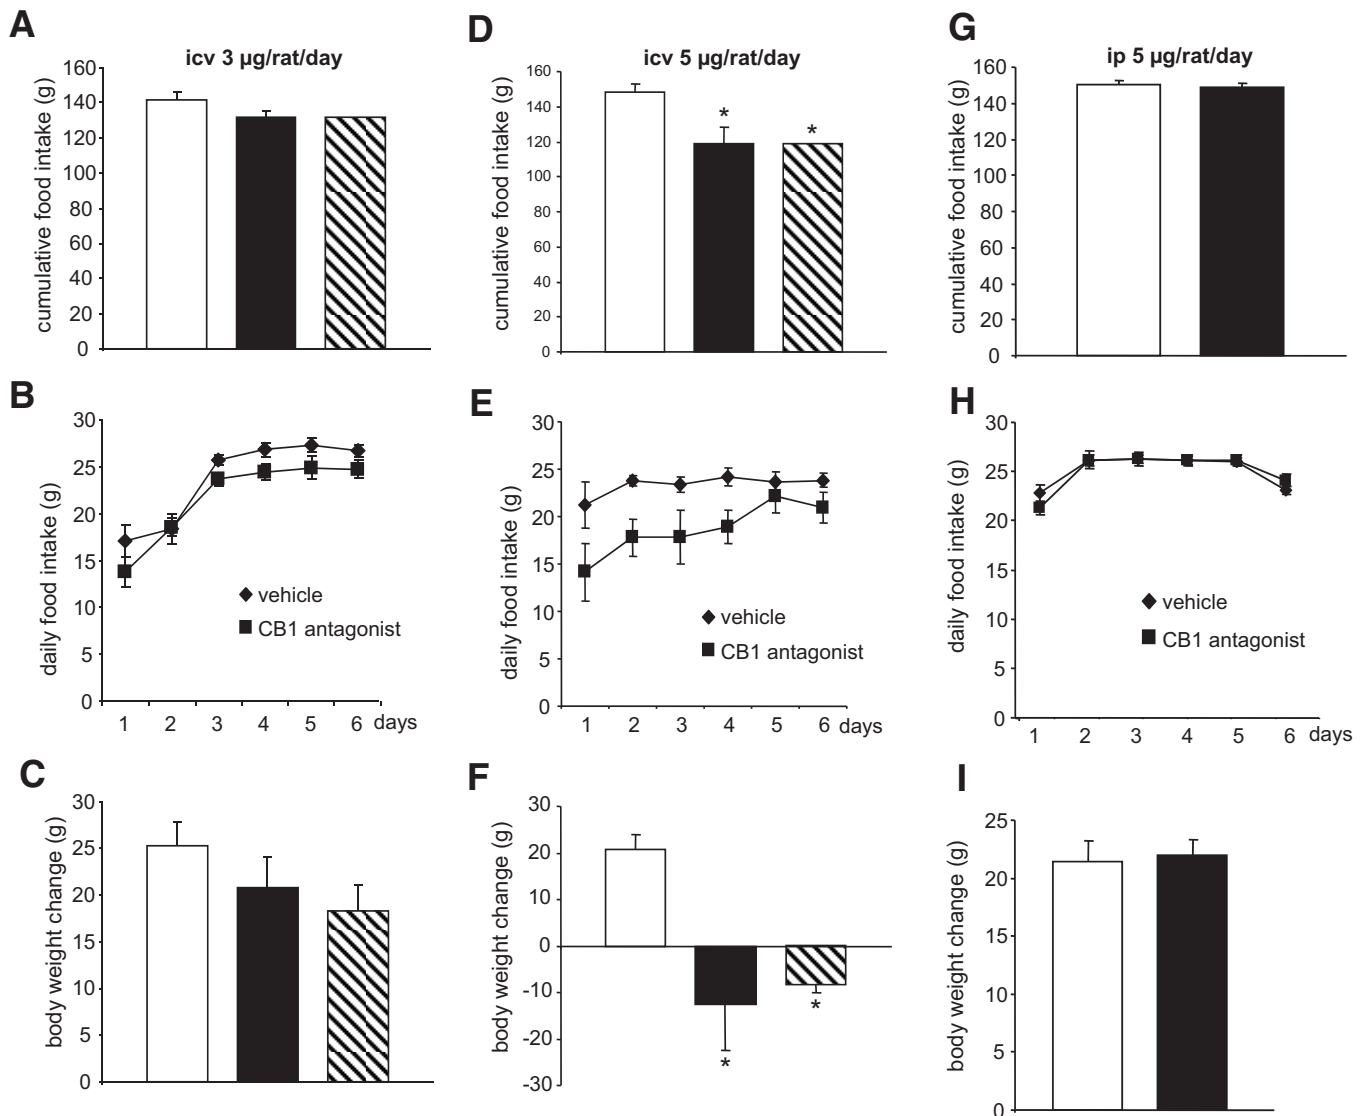 A
icv 3 µg/rat/day
cumulative food intake (g)
160
140
120
100
80
60
40
20
0
D
icv 5 µg/rat/day
cumulative food intake (g)
160
140
120
100
80
60
40
20
0
*
*
G
ip 5 µg/rat/day
cumulative food intake (g)
160
140
120
100
80
60
40
20
0
B
daily food intake (g)
30
25
20
15
10
5
0
vehicle
CB1 antagonist
1 2 3 4 5 6 days
E
daily food intake (g)
30
25
20
15
10
5
0
vehicle
CB1 antagonist
1 2 3 4 5 6 days
H
daily food intake (g)
30
25
20
15
10
5
0
vehicle
CB1 antagonist
1 2 3 4 5 6 days
C
body weight change (g)
30
25
20
15
10
5
0
F
body weight change (g)
30
20
10
0
-10
-20
-30
*
*
I
body weight change (g)
25
20
15
10
5
0